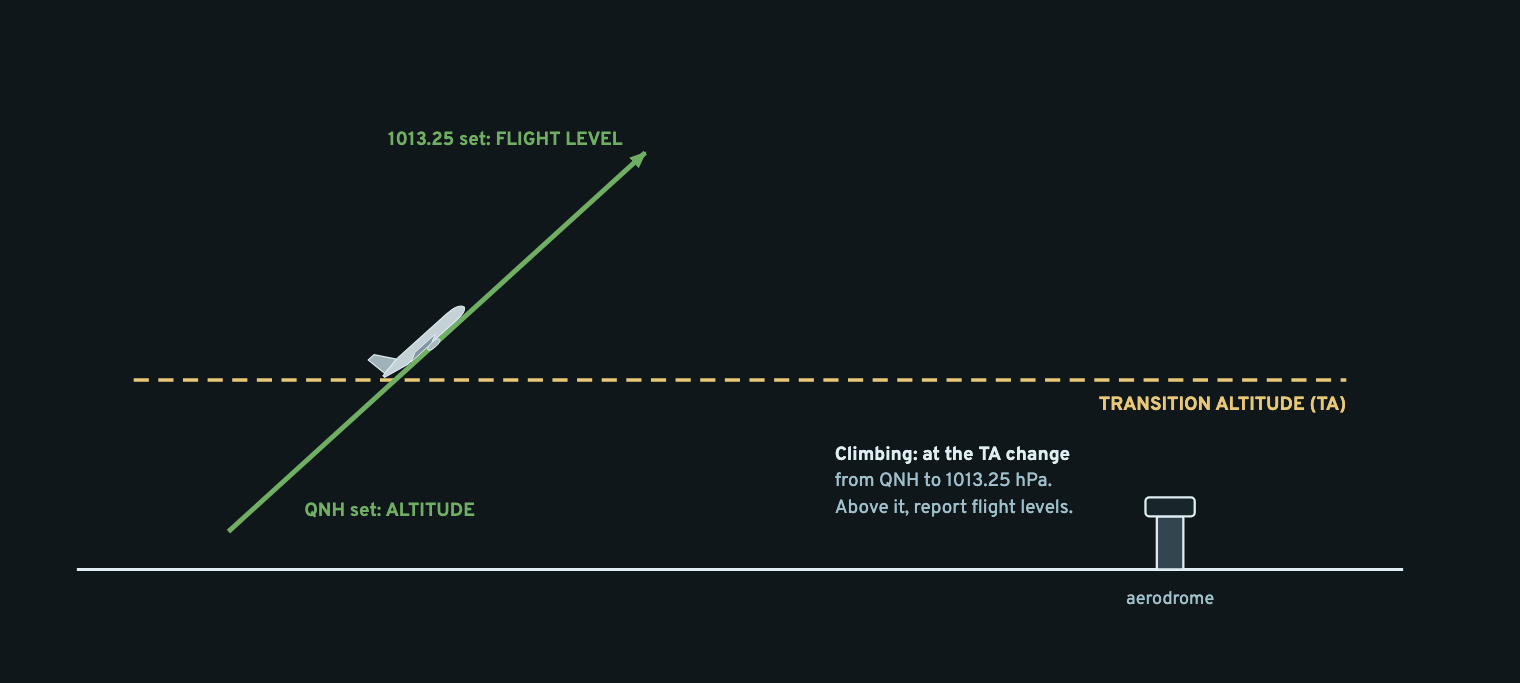 1013.25 set: FLIGHT LEVEL
TRANSITION ALTITUDE (TA)
Climbing: at the TA change
from QNH to 1013.25 hPa.
Above it, report flight levels.
QNH set: ALTITUDE
aerodrome